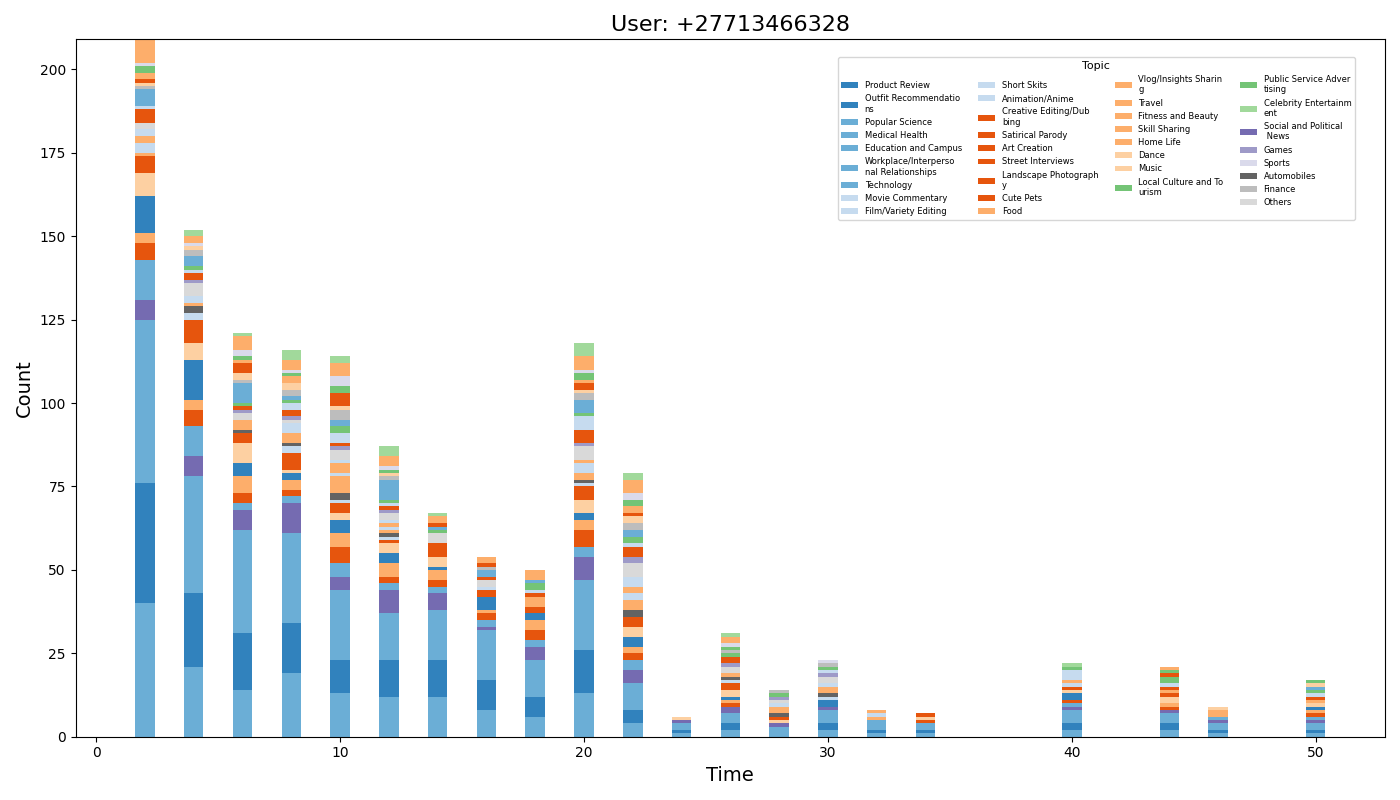 User: +27713466328
200
175
150
125
100
75
50
25
0
Count
0 10 20 30 40 50
Time
Topic
Product Review
Outfit Recommendatio
ns
Popular Science
Medical Health
Education and Campus
Workplace/Interperso
nal Relationships
Technology
Movie Commentary
Film/Variety Editing
Short Skits
Animation/Anime
Creative Editing/Dub
bing
Satirical Parody
Art Creation
Street Interviews
Landscape Photograph
y
Cute Pets
Food
Vlog/Insights Sharin
g
Travel
Fitness and Beauty
Skill Sharing
Home Life
Dance
Music
Local Culture and To
urism
Public Service Adver
tising
Celebrity Entertainm
ent
Social and Political
News
Games
Sports
Automobiles
Finance
Others